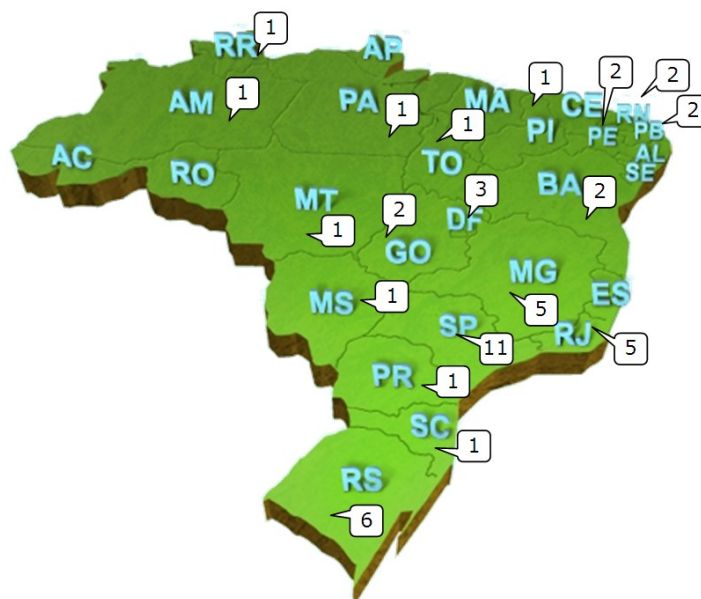 RR
1
AP
AM
1
PA
1
MA
1
CE
2
2
RN
2
PI
PE
PB
1
TO
AL
SE
AC
RO
MT
1
BA
2
3
DF
2
GO
MG
5
ES
MS
1
SP
11
RJ
5
PR
1
SC
1
RS
6